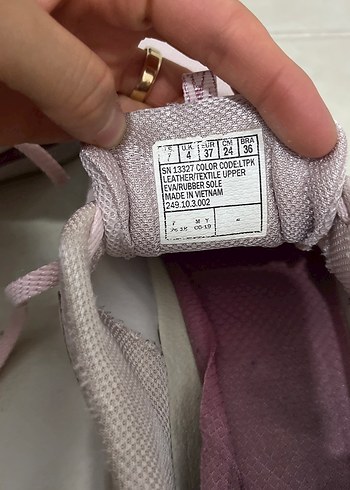 U.S. U.K. EUR CM BRA
7 4 37 24 36
SN 13327 COLOR CODE:LTPK
LEATHER/TEXTILE UPPER
EVA/RUBBER SOLE
MADE IN VIETNAM
249.10.3.002
7 M Y